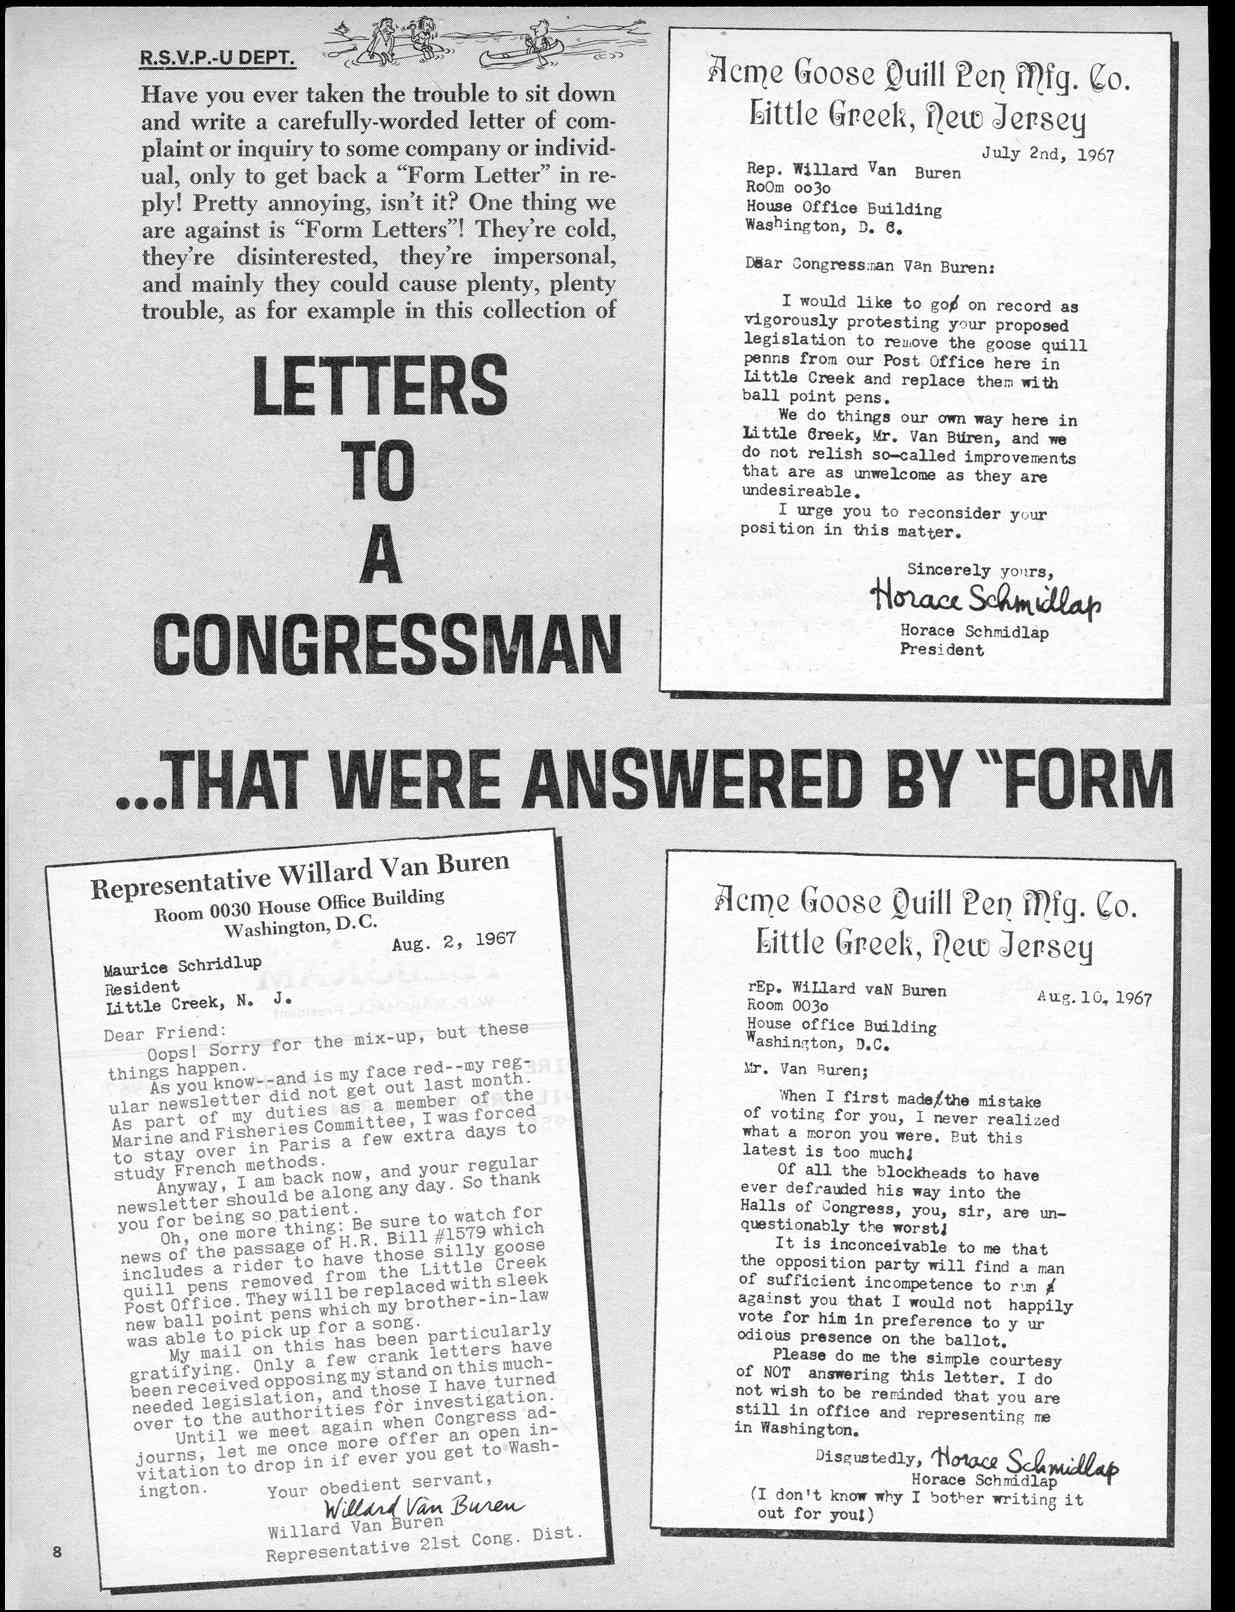 R.S.V.P.-U DEPT.
Have you ever taken the trouble to sit down
and write a carefully-worded letter of com-
plaint or inquiry to some company or individ-
ual, only to get back a “Form Letter” in re-
ply! Pretty annoying, isn’t it? One thing we
are against is “Form Letters”! They’re cold,
they’re disinterested, they’re impersonal,
and mainly they could cause plenty, plenty
trouble, as for example in this collection of
LETTERS
TO
A
CONGRESSMAN
Acme Goose Quill Pen Mfg. Co.
Little Greek, New Jersey
July 2nd, 1967
Rep. Willard Van Buren
RoOm oo3o
House Office Building
Washington, D. C.
Dear Congressman Van Buren:
I would like to go on record as
vigorously protesting your proposed
legislation to remove the goose quill
penns from our Post Office here in
Little Creek and replace them with
ball point pens.
We do things our own way here in
Little Greek, Mr. Van Buren, and we
do not relish so-called improvements
that are as unwelcome as they are
undesireable.
I urge you to reconsider your
position in this matter.
Sincerely yours,
Horace Schmidlap
Horace Schmidlap
President
...THAT WERE ANSWERED BY “FORM
Representative Willard Van Buren
Room 0030 House Office Building
Washington, D.C.
Aug. 2, 1967
Maurice Schridlup
Resident
Little Creek, N. J.
Dear Friend:
Oops! Sorry for the mix-up, but these
things happen.
As you know--and is my face red--my reg-
ular newsletter did not get out last month.
As part of my duties as a member of the
Marine and Fisheries Committee, I was forced
to stay over in Paris a few extra days to
study French methods.
Anyway, I am back now, and your regular
newsletter should be along any day. So thank
you for being so patient.
Oh, one more thing: Be sure to watch for
news of the passage of H.R. Bill #1579 which
includes a rider to have those silly goose
quill pens removed from the Little Creek
Post Office. They will be replaced with sleek
new ball point pens which my brother-in-law
was able to pick up for a song.
My mail on this has been particularly
gratifying. Only a few crank letters have
been received opposing my stand on this much-
needed legislation, and those I have turned
over to the authorities for investigation.
Until we meet again when Congress ad-
journs, let me once more offer an open in-
vitation to drop in if ever you get to Wash-
ington.
Your obedient servant,
Willard Van Buren
Willard Van Buren
Representative 21st Cong. Dist.
Acme Goose Quill Pen Mfg. Co.
Little Greek, New Jersey
Aug. 10, 1967
rEp. WiLlard vaN Buren
Room 003o
House office Building
Washington, D.C.
Mr. Van Buren;
When I first made the mistake
of voting for you, I never realized
what a moron you were. But this
latest is too much!
Of all the blockheads to have
ever defrauded his way into the
Halls of Congress, you, sir, are un-
questionably the worst!
It is inconceivable to me that
the opposition party will find a man
of sufficient incompetence to run
against you that I would not happily
vote for him in preference to y ur
odious presence on the ballot.
Please do me the simple courtesy
of NOT answering this letter. I do
not wish to be reminded that you are
still in office and representing me
in Washington.
Disgustedly, Horace Schmidlap
Horace Schmidlap
(I don't know why I bother writing it
out for you!)
8